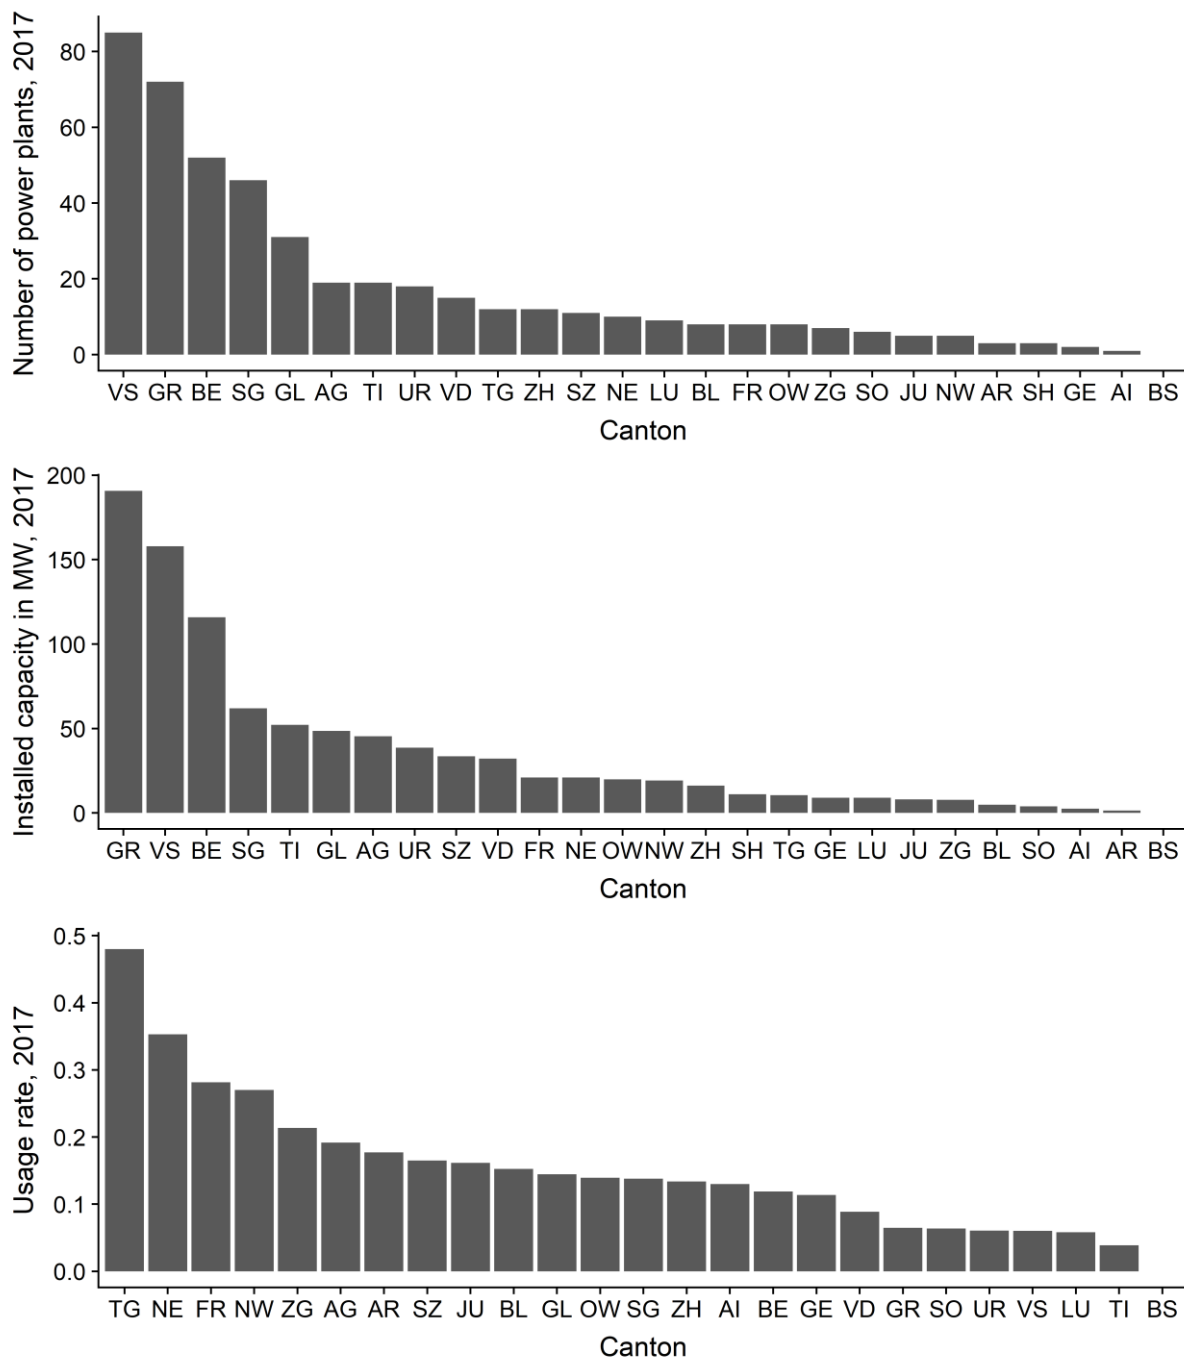 Number of power plants, 2017
80
60
40
20
0
VS GR BE SG GL AG TI UR VD TG ZH SZ NE LU BL FR OW ZG SO JU NW AR SH GE AI BS
Canton
Installed capacity in MW, 2017
200
150
100
50
0
GR VS BE SG TI GL AG UR SZ VD FR NE OW NW ZH SH TG GE LU JU ZG BL SO AI AR BS
Canton
Usage rate, 2017
0.5
0.4
0.3
0.2
0.1
0.0
TG NE FR NW ZG AG AR SZ JU BL GL OW SG ZH AI BE GE VD GR SO UR VS LU TI BS
Canton